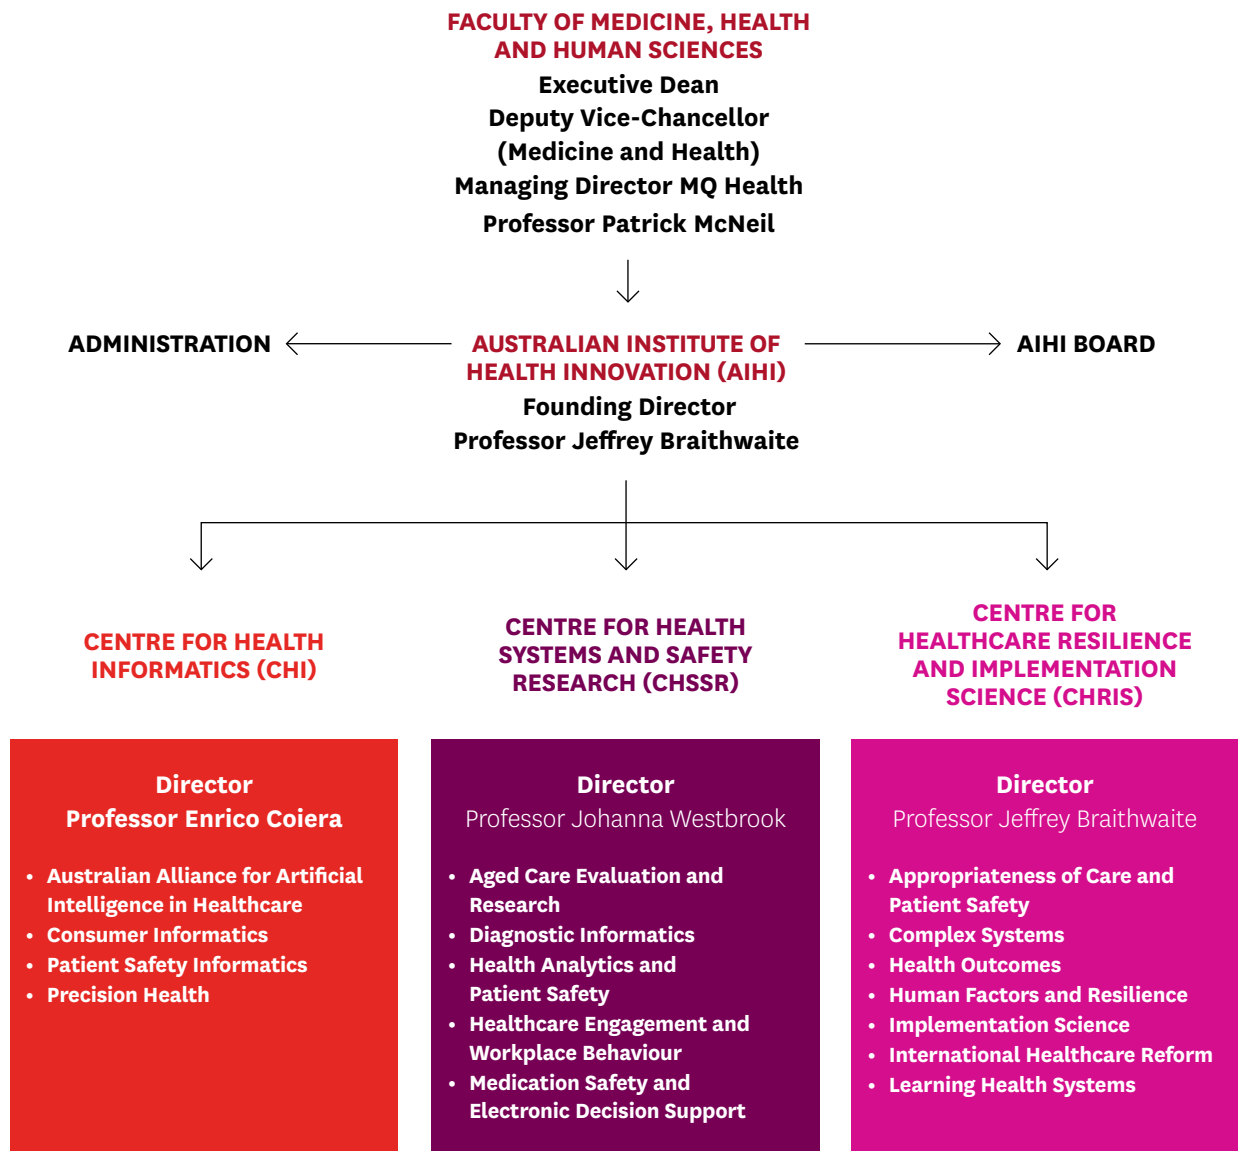 FACULTY OF MEDICINE, HEALTH
AND HUMAN SCIENCES
Executive Dean
Deputy Vice-Chancellor
(Medicine and Health)
Managing Director MQ Health
Professor Patrick McNeil
ADMINISTRATION
AUSTRALIAN INSTITUTE OF
HEALTH INNOVATION (AIHI)
Founding Director
Professor Jeffrey Braithwaite
AIHI BOARD
CENTRE FOR HEALTH
INFORMATICS (CHI)
Director
Professor Enrico Coiera
• Australian Alliance for Artificial
Intelligence in Healthcare
• Consumer Informatics
• Patient Safety Informatics
• Precision Health
CENTRE FOR HEALTH
SYSTEMS AND SAFETY
RESEARCH (CHSSR)
Director
Professor Johanna Westbrook
• Aged Care Evaluation and
Research
• Diagnostic Informatics
• Health Analytics and
Patient Safety
• Healthcare Engagement and
Workplace Behaviour
• Medication Safety and
Electronic Decision Support
CENTRE FOR
HEALTHCARE RESILIENCE
AND IMPLEMENTATION
SCIENCE (CHRIS)
Director
Professor Jeffrey Braithwaite
• Appropriateness of Care and
Patient Safety
• Complex Systems
• Health Outcomes
• Human Factors and Resilience
• Implementation Science
• International Healthcare Reform
• Learning Health Systems